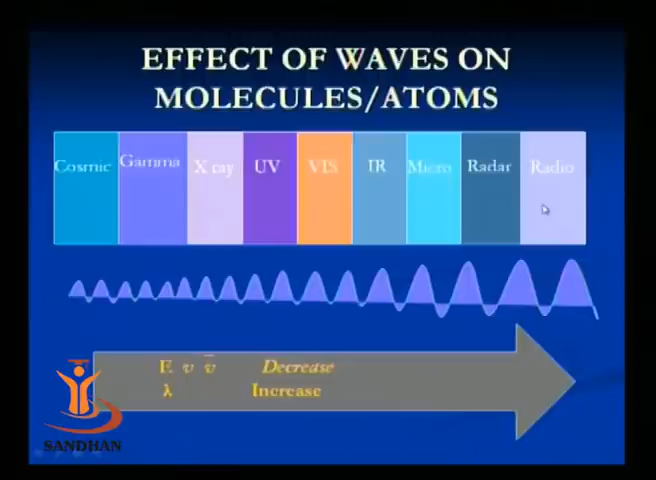 EFFECT OF WAVES ON
MOLECULES/ATOMS
Cosmic Gamma X ray UV VIS IR Micro Radar Radio
E ν ν̅ Decrease
λ Increase
SANDHAN